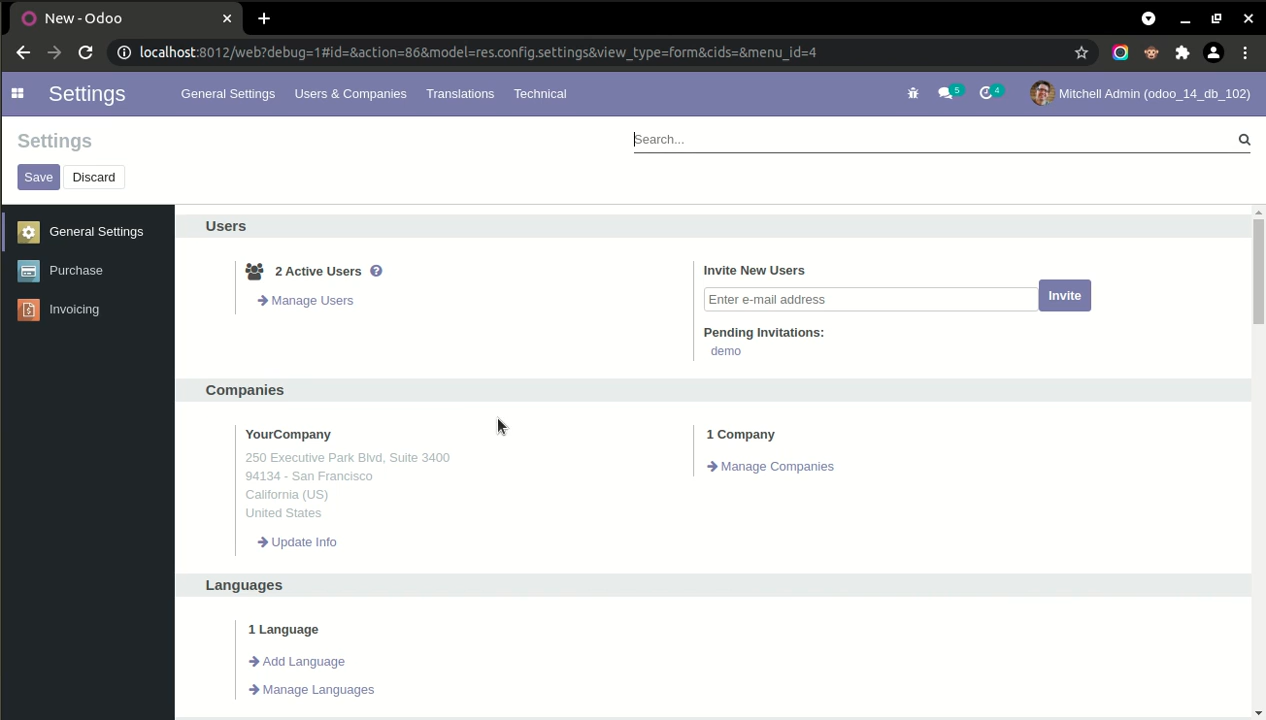 New - Odoo
localhost:8012/web?debug=1#id=&action=86&model=res.config.settings&view_type=form&cids=&menu_id=4
Settings General Settings Users & Companies Translations Technical 5 4 Mitchell Admin (odoo_14_db_102)
Settings Search...
Save Discard
General Settings
Purchase
Invoicing
Users
2 Active Users ?
Manage Users
Invite New Users
Enter e-mail address Invite
Pending Invitations:
demo
Companies
YourCompany
250 Executive Park Blvd, Suite 3400
94134 - San Francisco
California (US)
United States
Update Info
1 Company
Manage Companies
Languages
1 Language
Add Language
Manage Languages